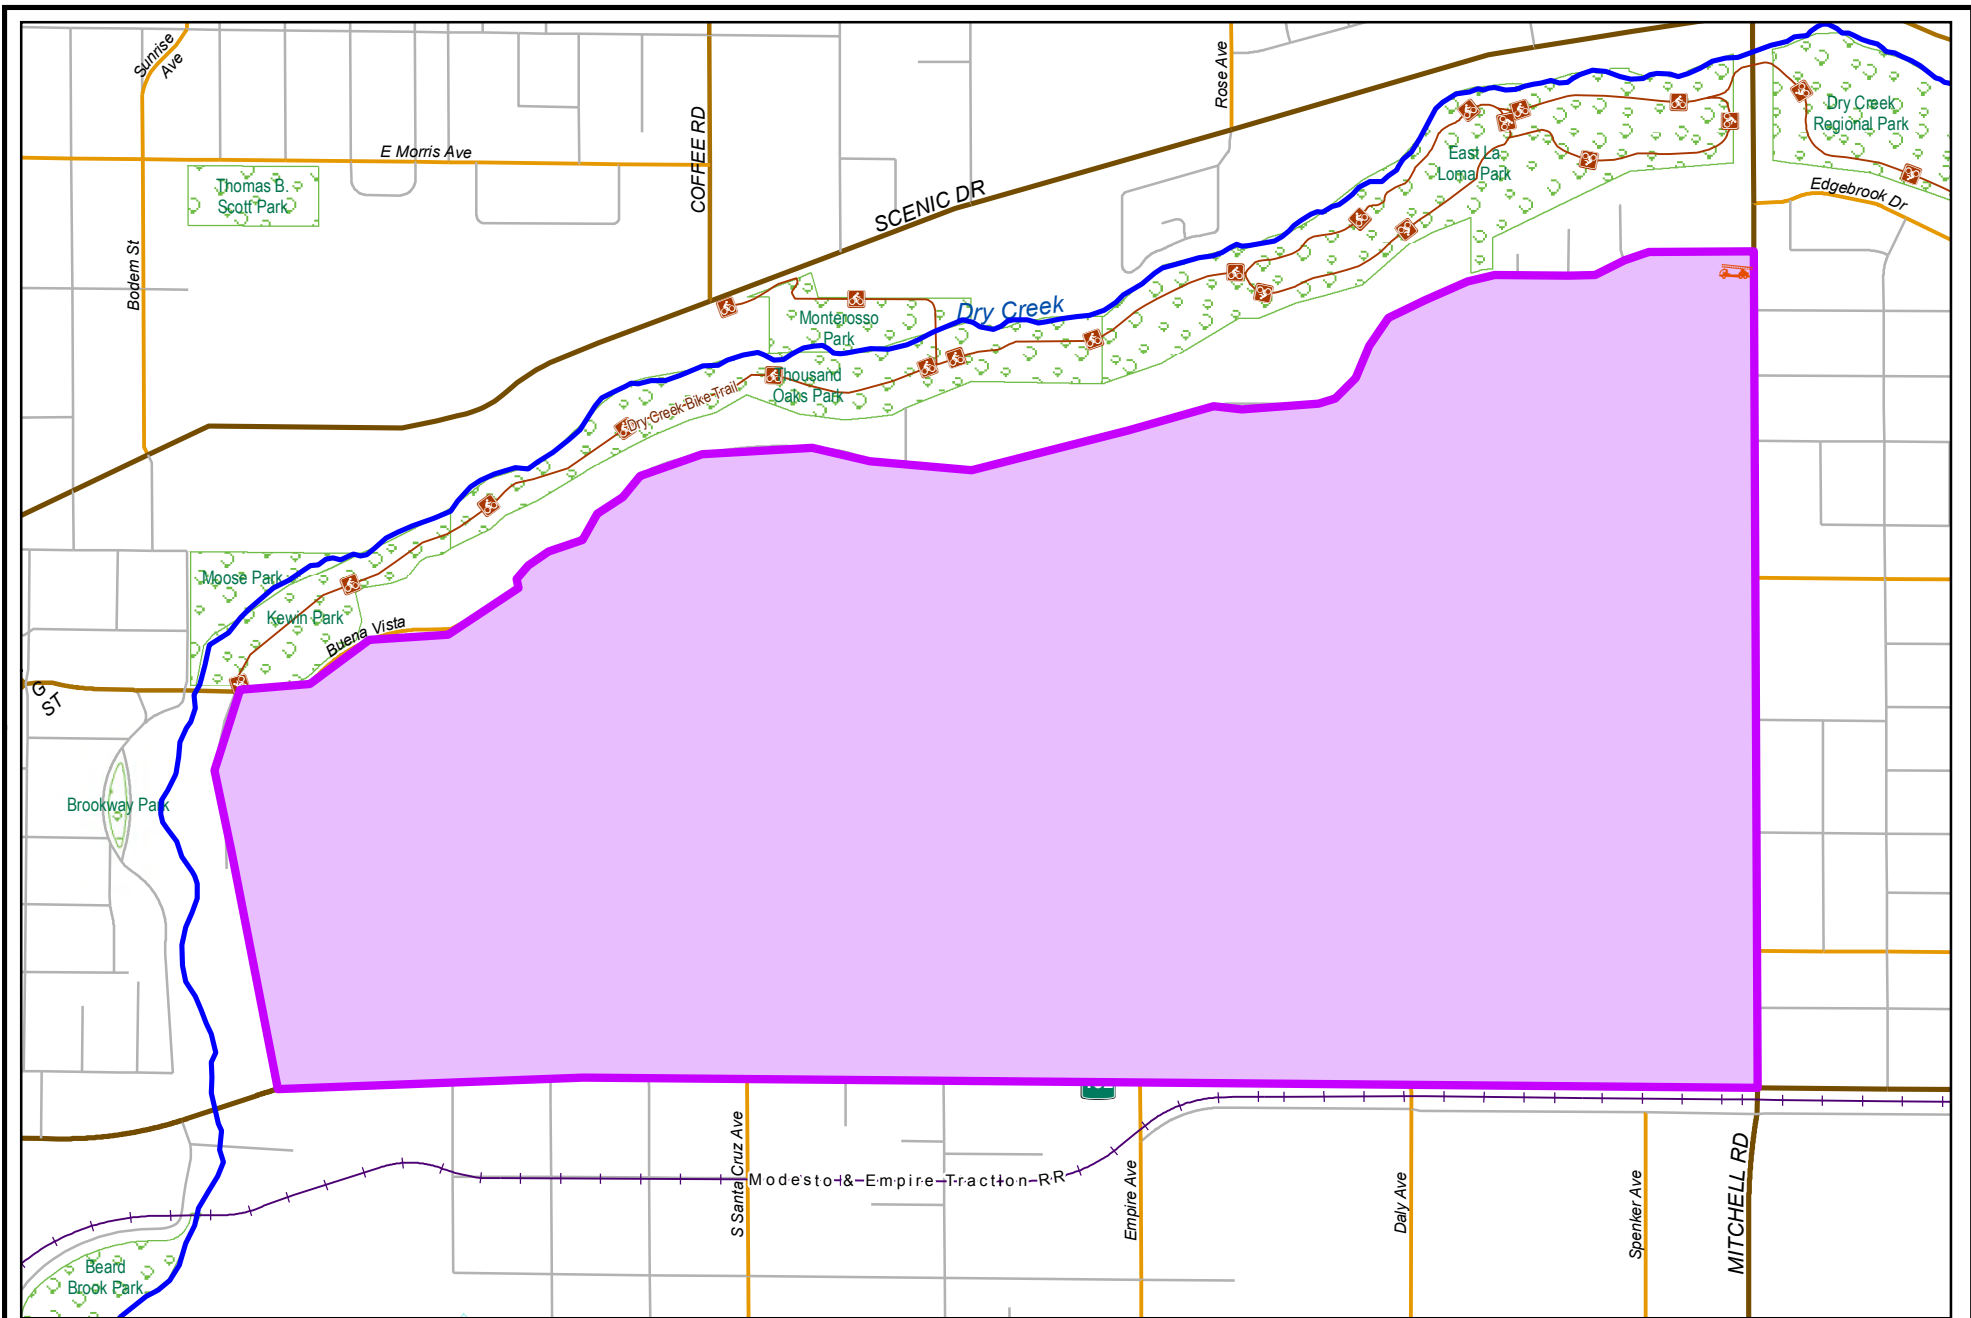 Sunrise
Ave
Rose Ave
COFFEE RD
E Morris Ave
Thomas B.
Scott Park
Bodem St
SCENIC DR
Dry Creek
Regional Park
East La
Loma Park
Edgebrook Dr
Dry Creek
Monterosso
Park
Thousand
Oaks Park
Dry Creek Bike Trail
Moose Park
Kewin Park
Buena Vista
G
ST
Brookway Park
S Santa Cruz Ave
Modesto & Empire Traction RR
Empire Ave
Daly Ave
Spenker Ave
MITCHELL RD
Beard
Brook Park